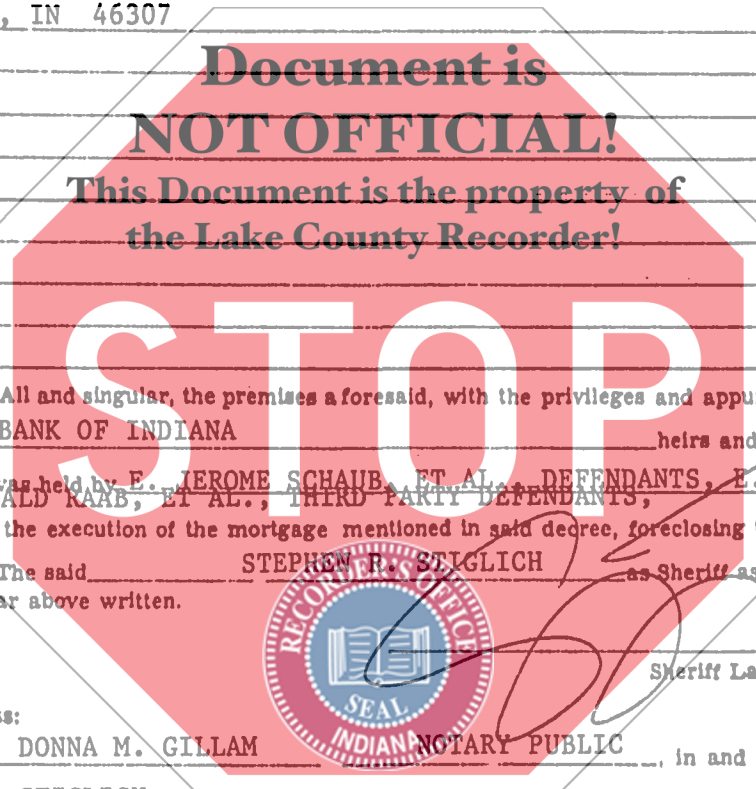 , IN 46307
Document is
NOT OFFICIAL!
This Document is the property of
the Lake County Recorder!
STOP
All and singular, the premises aforesaid, with the privileges and appu
BANK OF INDIANA heirs and
was held by E. JEROME SCHAUB, ET AL., DEFENDANTS, E.
ALD RAAB, ET AL., THIRD PARTY DEFENDANTS,
the execution of the mortgage mentioned in said decree, foreclosing
The said STEPHEN R. STIGLICH as Sheriff as
ar above written.
RECORDER'S OFFICE
SEAL
INDIANA
Sheriff La
ss:
DONNA M. GILLAM NOTARY PUBLIC, in and